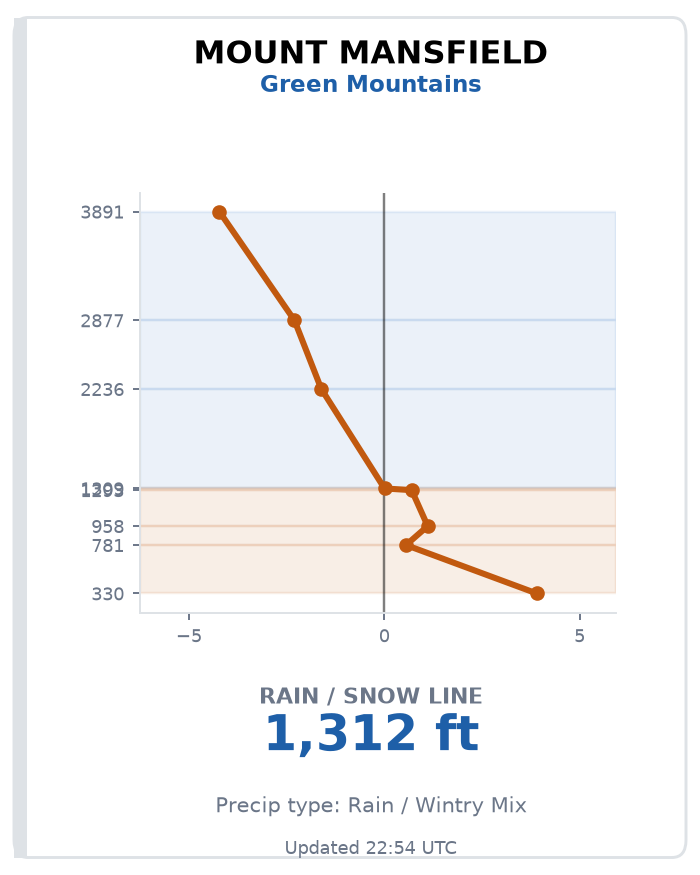 MOUNT MANSFIELD
Green Mountains
3891
2877
2236
958
781
330
−5 0 5
RAIN / SNOW LINE
1,312 ft
Precip type: Rain / Wintry Mix
Updated 22:54 UTC